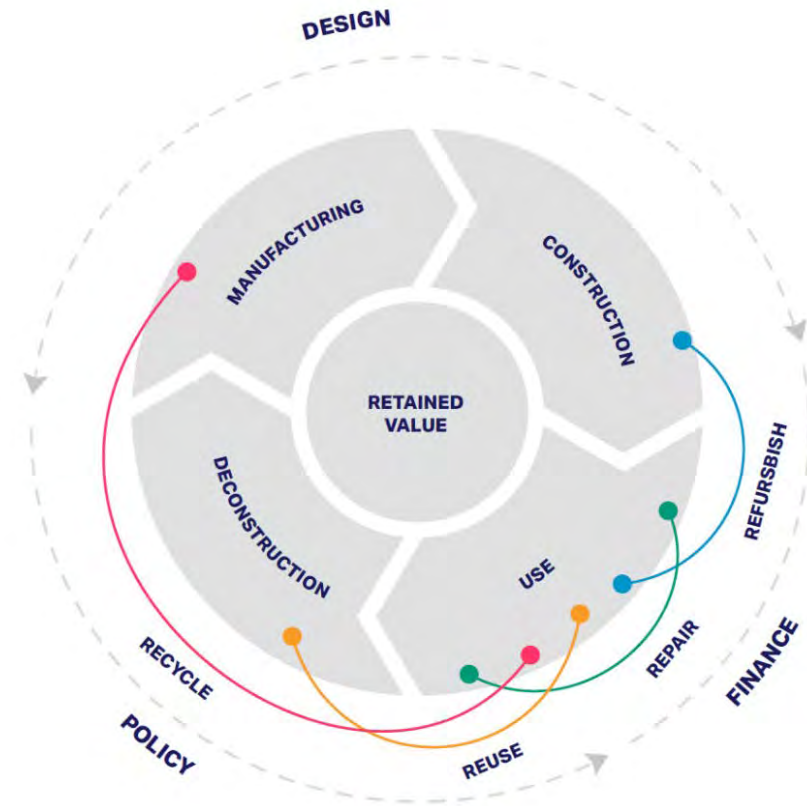 DESIGN
MANUFACTURING
CONSTRUCTION
RETAINED
VALUE
DECONSTRUCTION
USE
REFURSBISH
REPAIR
FINANCE
RECYCLE
POLICY
REUSE